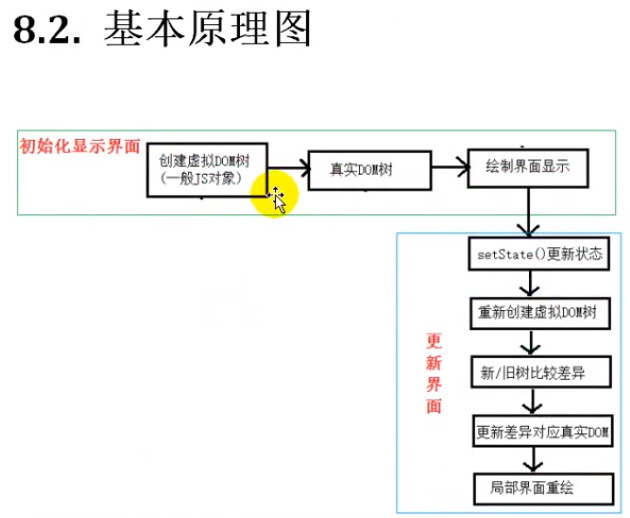 8.2. 基本原理图
初始化显示界面
创建虚拟DOM树
(一般JS对象)
真实DOM树
绘制界面显示
setState()更新状态
重新创建虚拟DOM树
新/旧树比较差异
更新差异对应真实DOM
局部界面重绘
更
新
界
面